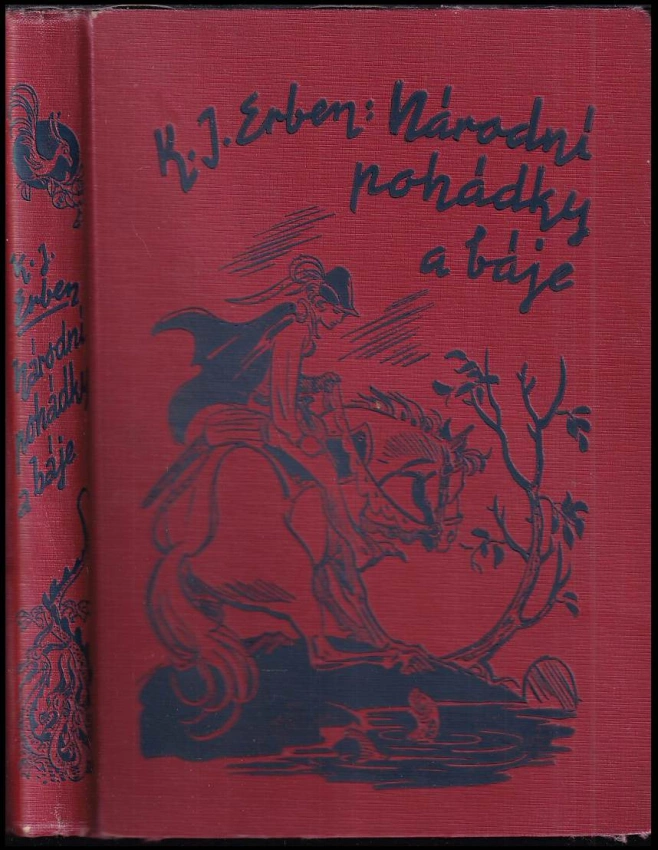 K. J. Erben: Národní
pohádky
a báje
K. J.
Erben
Národní
pohádky
a báje